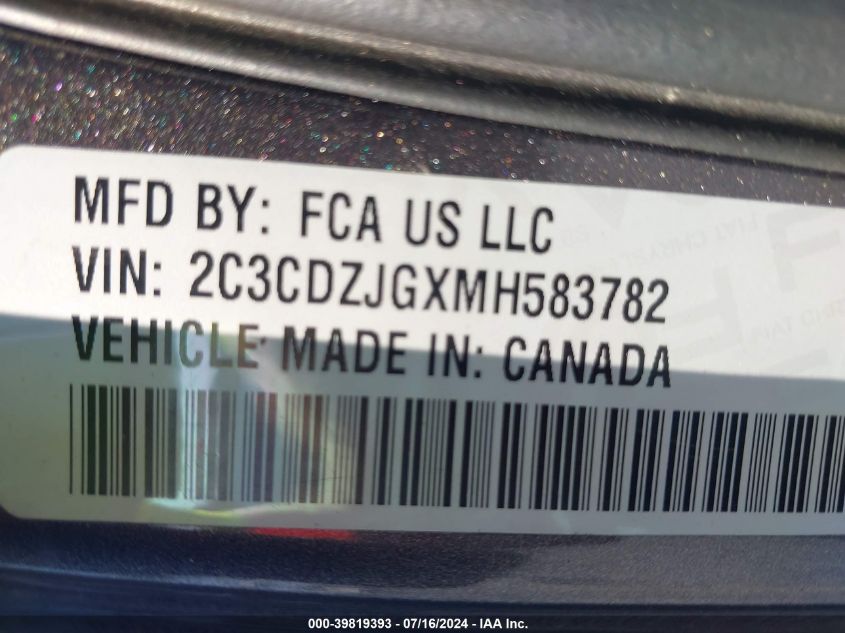 MFD BY: FCA US LLC
VIN: 2C3CDZJGXMH583782
VEHICLE MADE IN: CANADA
000-39819393 - 07/16/2024 - IAA Inc.